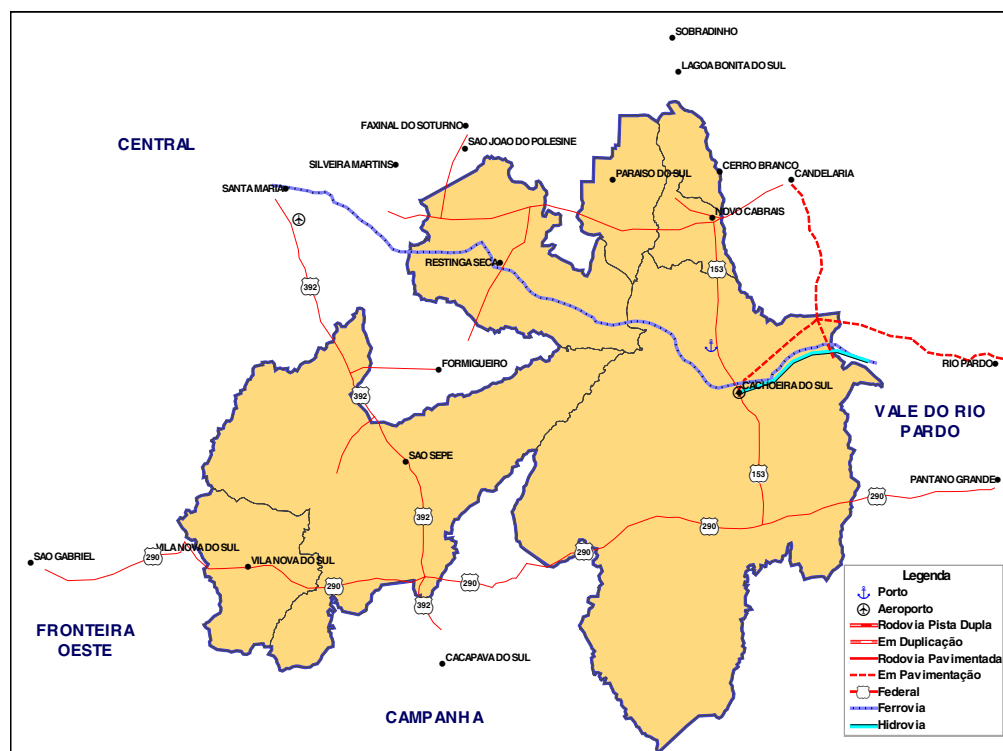 SOBRADINHO
LAGOA BONITA DO SUL
FAXINAL DO SOTURNO
CENTRAL
SAO JOAO DO POLESINE
SILVEIRA MARTINS
CERRO BRANCO
PARAISO DO SUL
CANDELARIA
SANTA MARIA
NOVO CABRAIS
RESTINGA SECA
153
392
FORMIGUEIRO
RIO PARDO
CACHOEIRA DO SUL
392
VALE DO RIO
PARDO
SAO SEPE
153
PANTANO GRANDE
290
392
290
VILA NOVA DO SUL
290
290
SAO GABRIEL
VILA NOVA DO SUL
290
290
392
FRONTEIRA
OESTE
CACAPAVA DO SUL
CAMPANHA
Legenda
Porto
Aeroporto
Rodovia Pista Dupla
Em Duplicação
Rodovia Pavimentada
Em Pavimentação
Federal
Ferrovia
Hidrovia